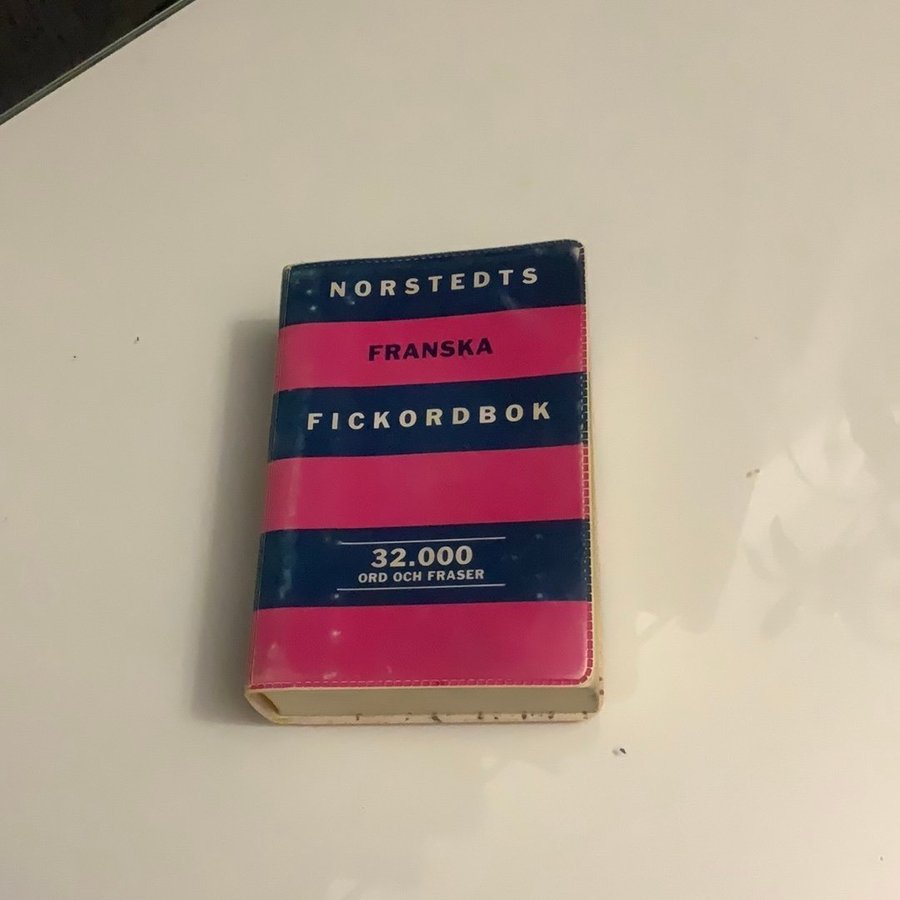 NORSTEDTS
FRANSKA
FICKORDBOK
32.000
ORD OCH FRASER